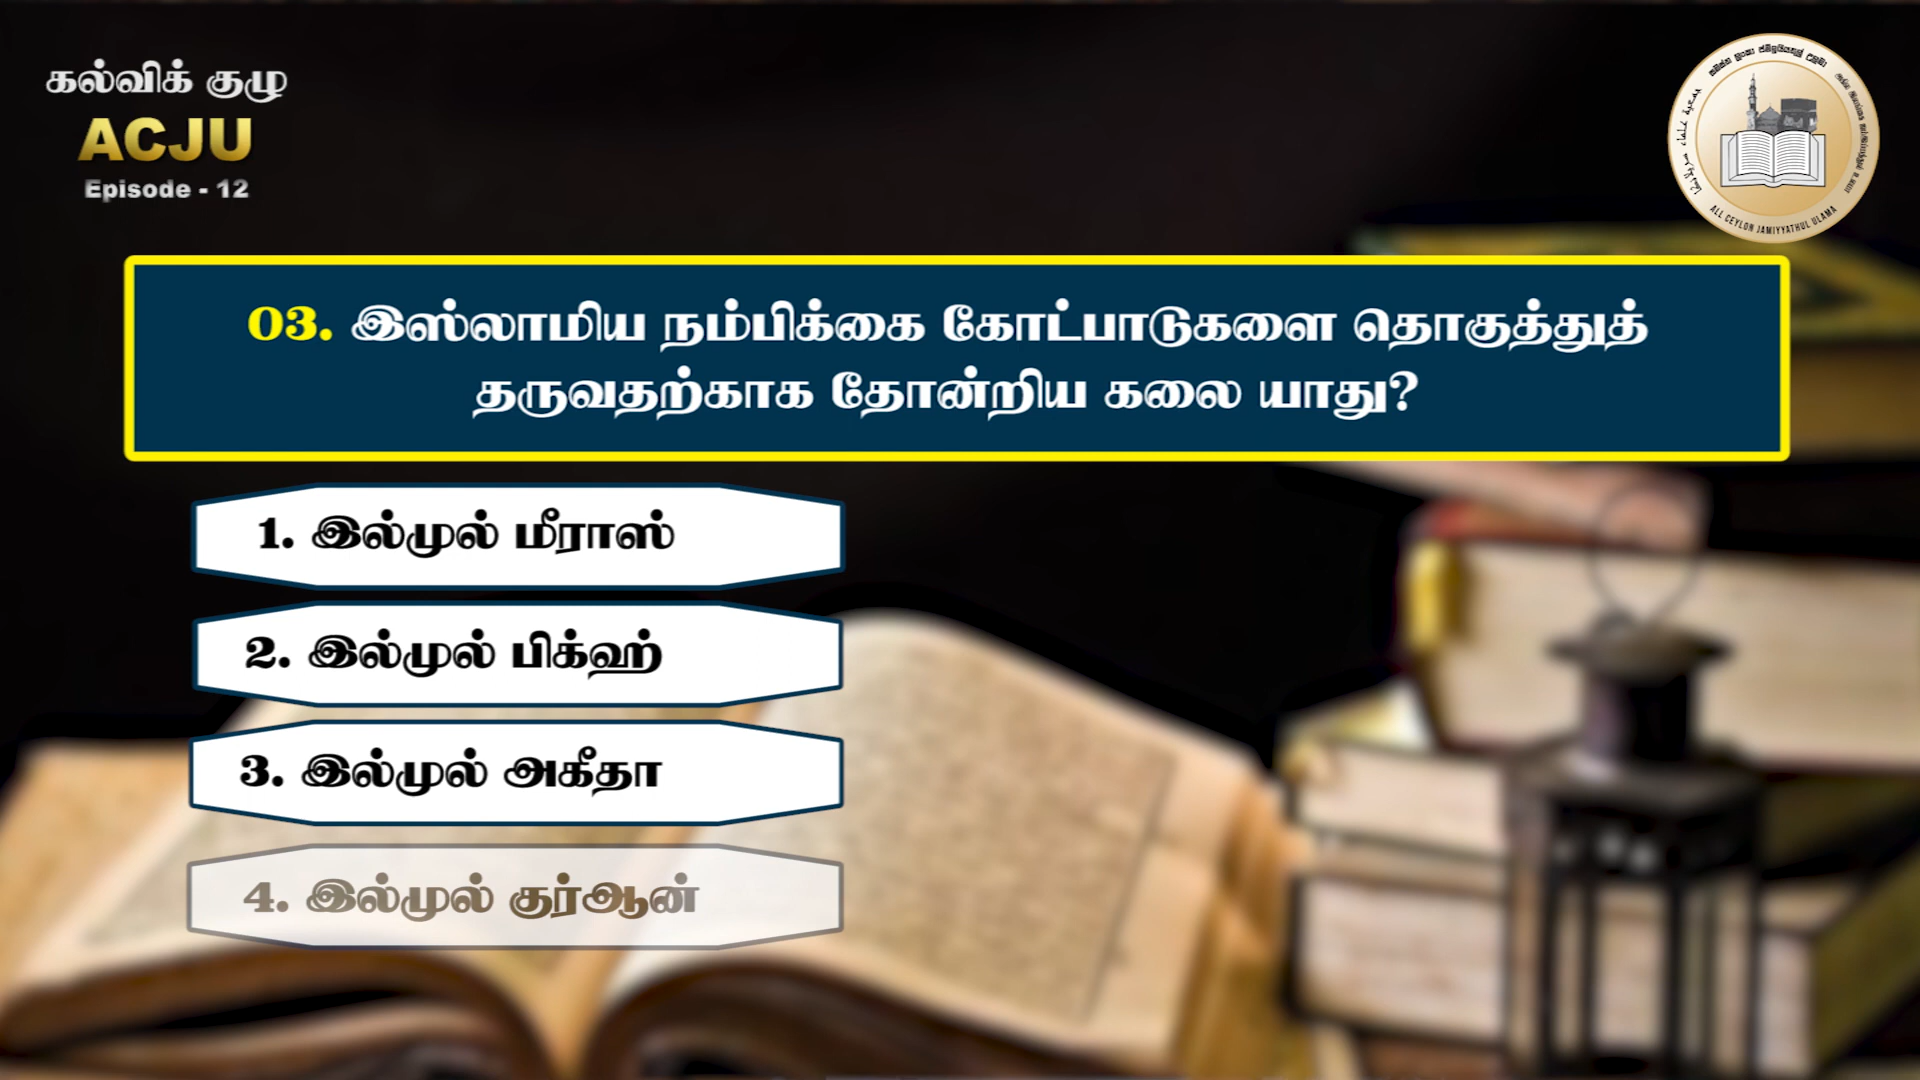 கல்விக் குழு
ACJU
Episode - 12
ALL CEYLON JAMIYYATHUL ULAMA
03. இஸ்லாமிய நம்பிக்கை கோட்பாடுகளை தொகுத்துத்
தருவதற்காக தோன்றிய கலை யாது?
1. இல்முல் மீராஸ்
2. இல்முல் பிக்ஹ்
3. இல்முல் அகீதா
4. இல்முல் குர்ஆன்